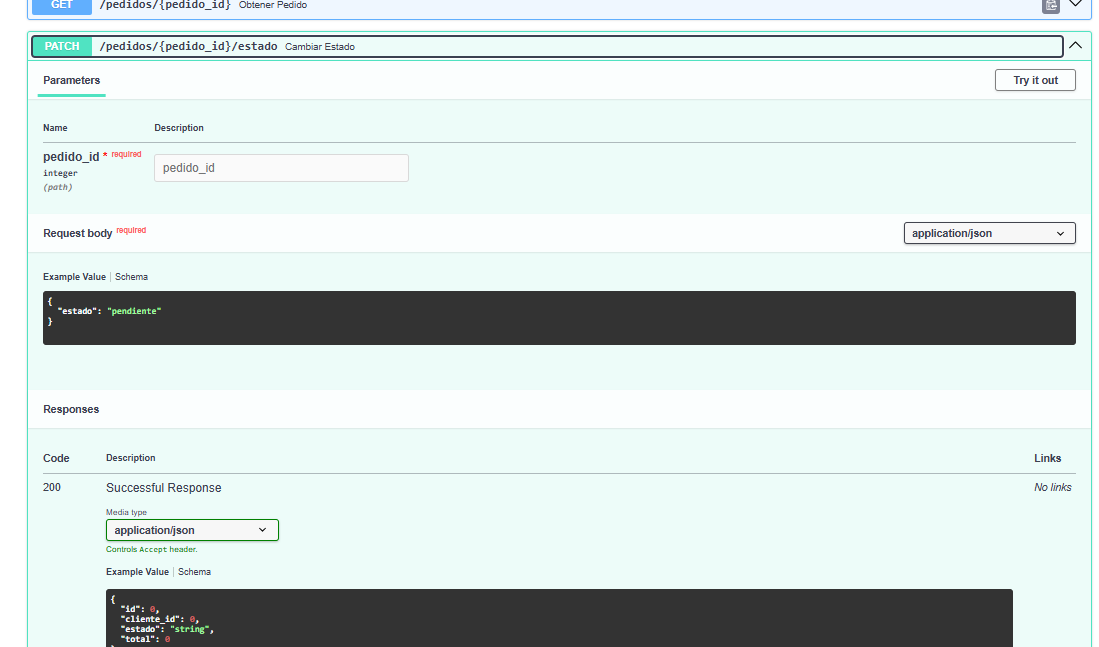 GET /pedidos/{pedido_id} Obtener Pedido
PATCH /pedidos/{pedido_id}/estado Cambiar Estado
Parameters Try it out
Name Description
pedido_id * required
integer
(path)
pedido_id
Request body required application/json
Example Value | Schema
{
"estado": "pendiente"
}
Responses
Code Description Links
200 Successful Response No links
Media type
application/json
Controls Accept header.
Example Value | Schema
{
"id": 0,
"cliente_id": 0,
"estado": "string",
"total": 0